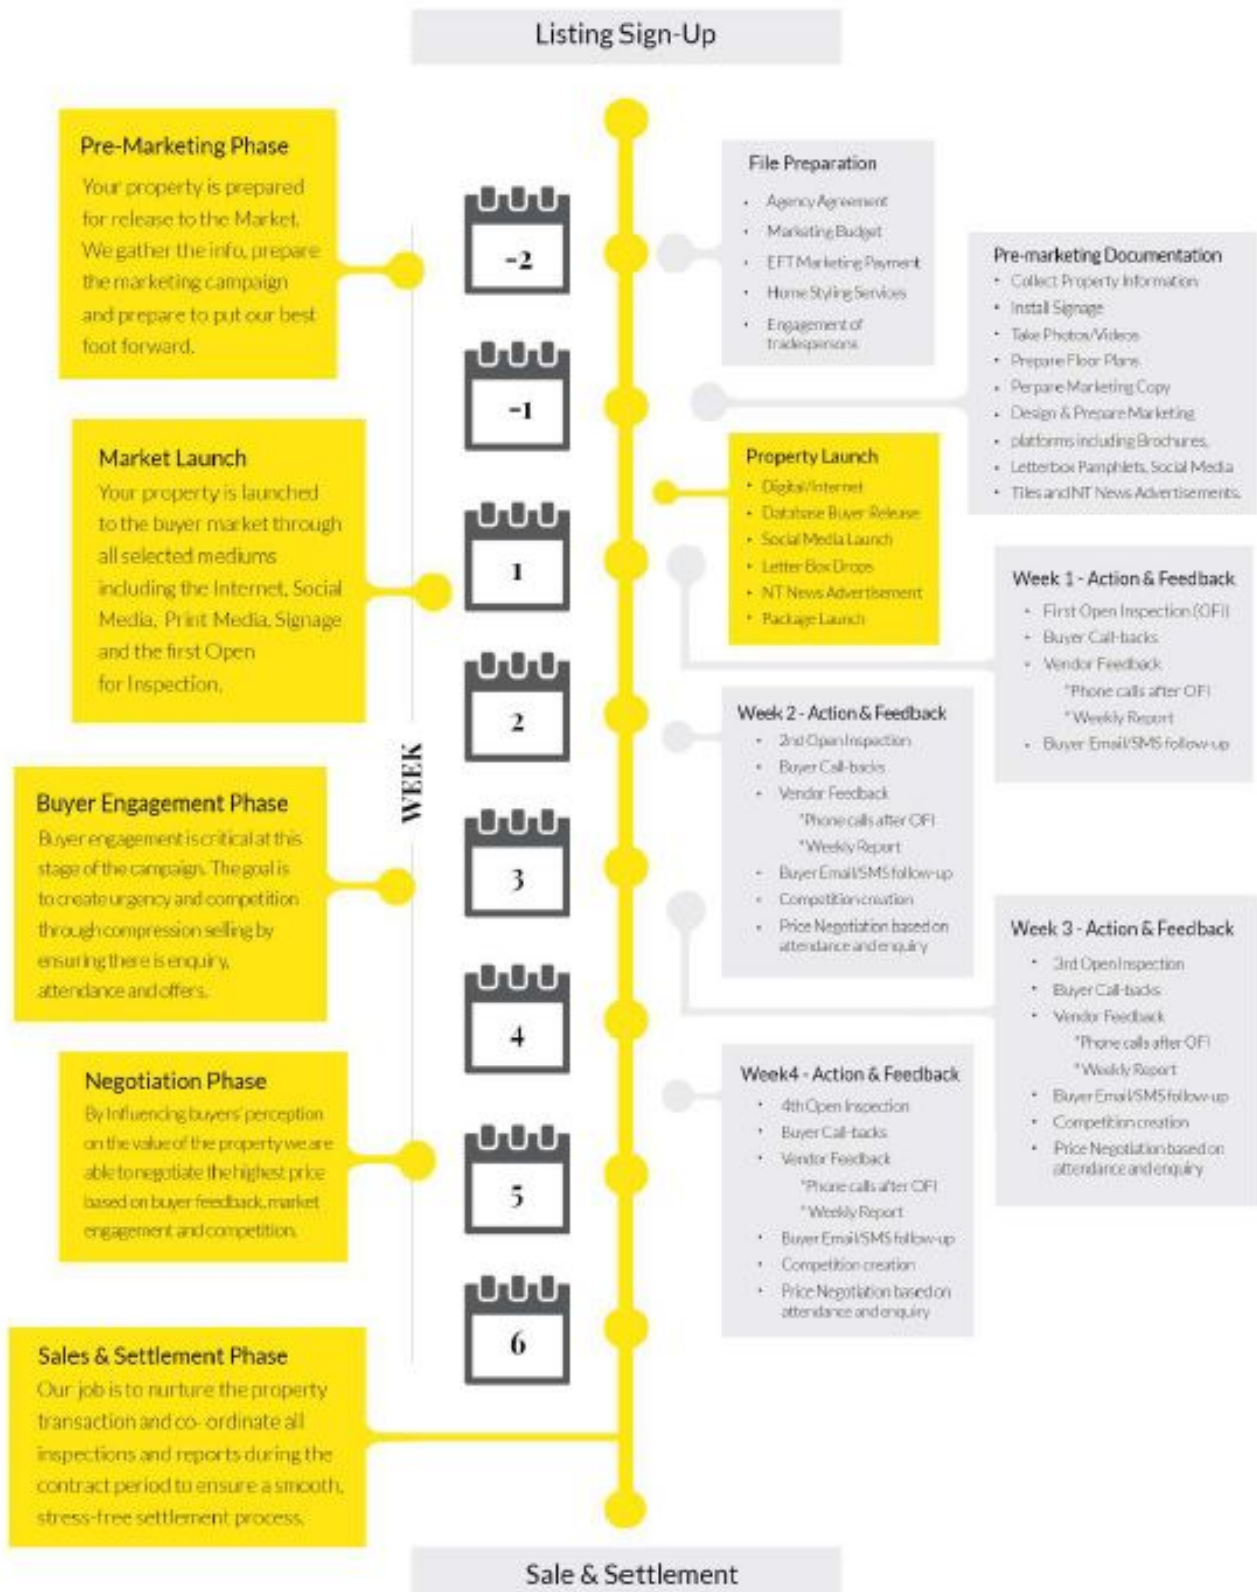 Listing Sign-Up
Pre-Marketing Phase
Your property is prepared
for release to the Market.
We gather the info, prepare
the marketing campaign
and prepare to put our best
foot forward.
Market Launch
Your property is launched
to the buyer market through
all selected mediums
including the Internet, Social
Media, Print Media, Signage
and the first Open
for Inspection.
Buyer Engagement Phase
Buyer engagement is critical at this
stage of the campaign. The goal is
to create urgency and competition
through compression selling by
ensuring there is enquiry,
attendance and offers.
Negotiation Phase
By Influencing buyers' perception
on the value of the property we are
able to negotiate the highest price
based on buyer feedback, market
engagement and competition.
Sales & Settlement Phase
Our job is to nurture the property
transaction and co- ordinate all
inspections and reports during the
contract period to ensure a smooth,
stress-free settlement process.
WEEK
-2
-1
1
2
3
4
5
6
File Preparation
• Agency Agreement
• Marketing Budget
• EFT Marketing Payment
• Home Styling Services
• Engagement of
tradespersons
Pre-marketing Documentation
• Collect Property Information
• Install Signage
• Take Photos/Videos
• Prepare Floor Plans
• Perpare Marketing Copy
• Design & Prepare Marketing
• platforms including Brochures,
• Letterbox Pamphlets, Social Media
• Tiles and NT News Advertisements.
Property Launch
• Digital/Internet
• Database Buyer Release
• Social Media Launch
• Letter Box Drops
• NT News Advertisement
• Package Launch
Week 1 - Action & Feedback
• First Open Inspection (OFI)
• Buyer Call-backs
• Vendor Feedback
*Phone calls after OFI
*Weekly Report
• Buyer Email/SMS follow-up
Week 2 - Action & Feedback
• 2nd Open Inspection
• Buyer Call-backs
• Vendor Feedback
*Phone calls after OFI
*Weekly Report
• Buyer Email/SMS follow-up
• Competition creation
• Price Negotiation based on
attendance and enquiry
Week 3 - Action & Feedback
• 3rd Open Inspection
• Buyer Call-backs
• Vendor Feedback
*Phone calls after OFI
*Weekly Report
• Buyer Email/SMS follow-up
• Competition creation
• Price Negotiation based on
attendance and enquiry
Week4 - Action & Feedback
• 4th Open Inspection
• Buyer Call-backs
• Vendor Feedback
*Phone calls after OFI
*Weekly Report
• Buyer Email/SMS follow-up
• Competition creation
• Price Negotiation based on
attendance and enquiry
Sale & Settlement